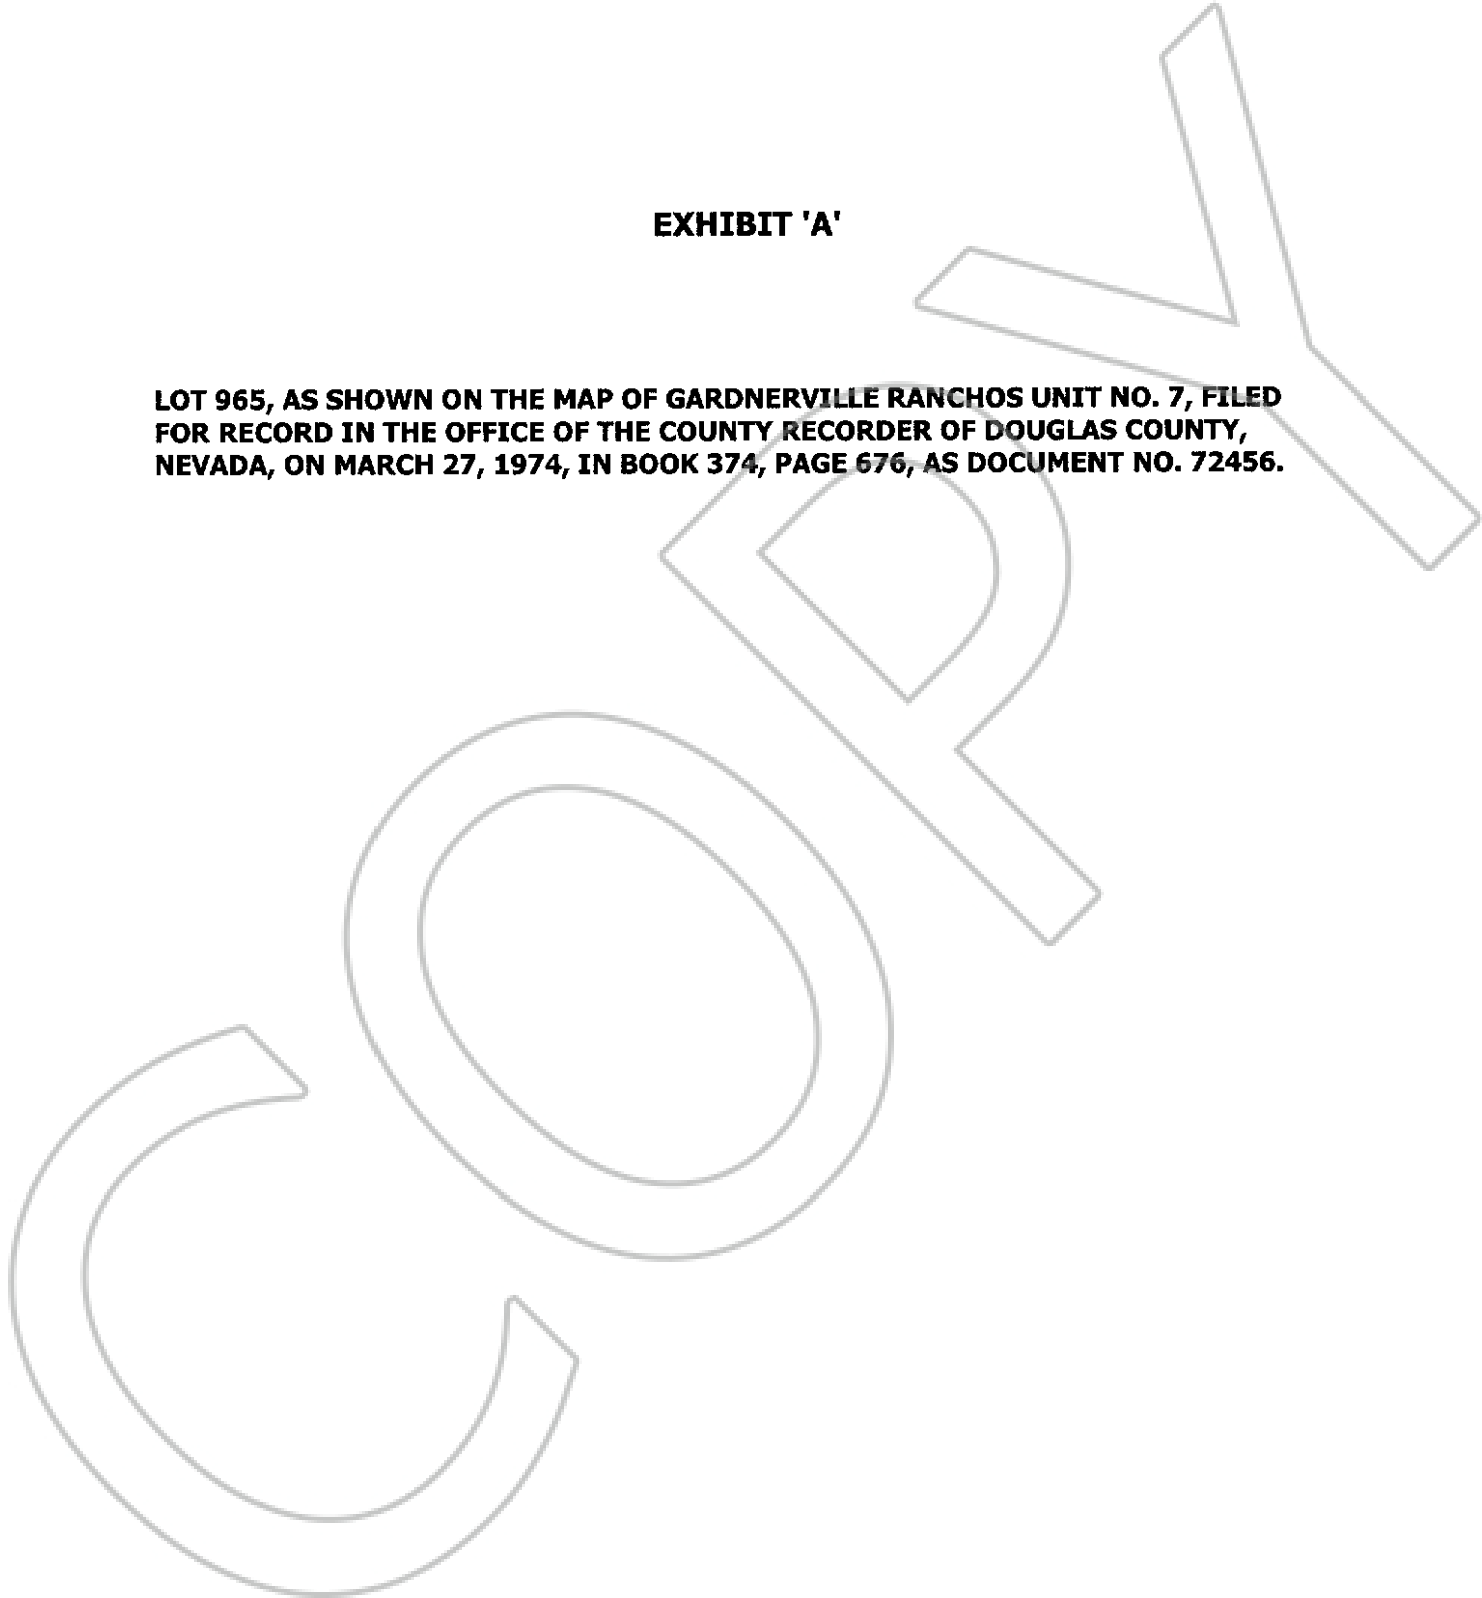 EXHIBIT 'A'
LOT 965, AS SHOWN ON THE MAP OF GARDNERVILLE RANCHOS UNIT NO. 7, FILED
FOR RECORD IN THE OFFICE OF THE COUNTY RECORDER OF DOUGLAS COUNTY,
NEVADA, ON MARCH 27, 1974, IN BOOK 374, PAGE 676, AS DOCUMENT NO. 72456.
COPY